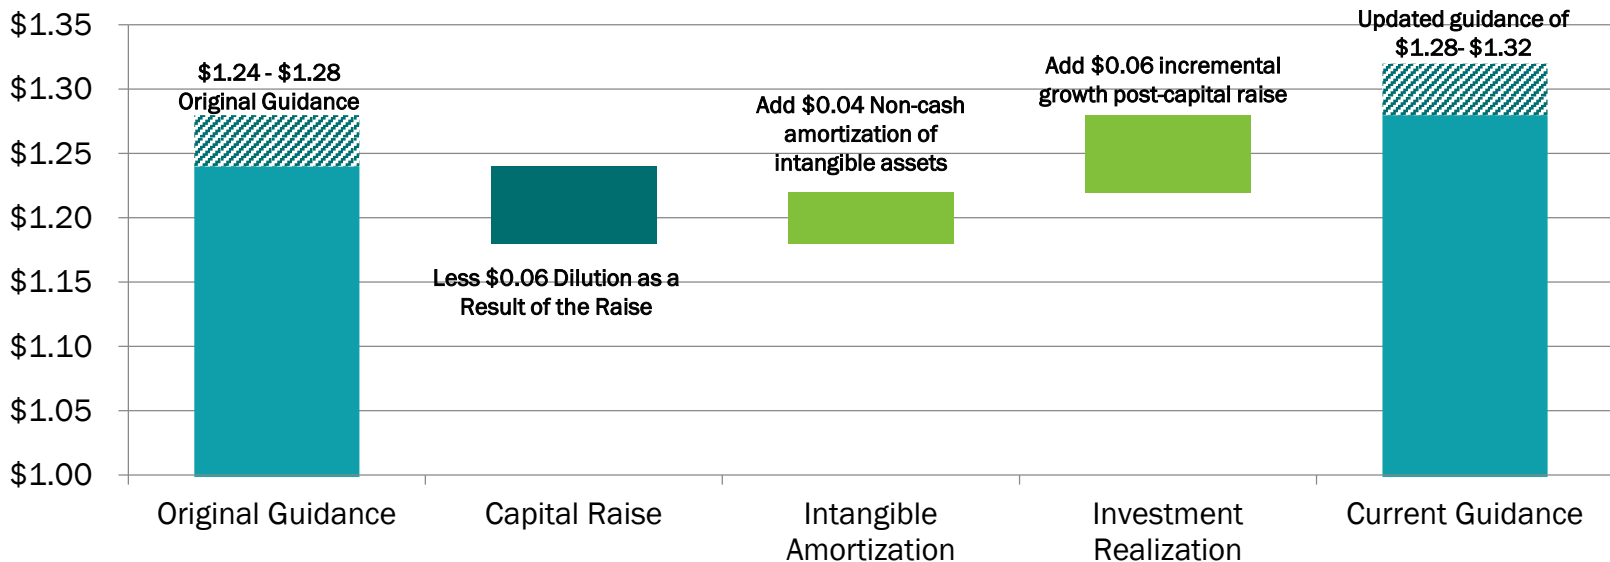 $1.35
$1.30
$1.25
$1.20
$1.15
$1.10
$1.05
$1.00
$1.24 - $1.28
Original Guidance
Less $0.06 Dilution as a
Result of the Raise
Add $0.04 Non-cash
amortization of
intangible assets
Add $0.06 incremental
growth post-capital raise
Updated guidance of
$1.28- $1.32
Original Guidance
Capital Raise
Intangible
Amortization
Investment
Realization
Current Guidance